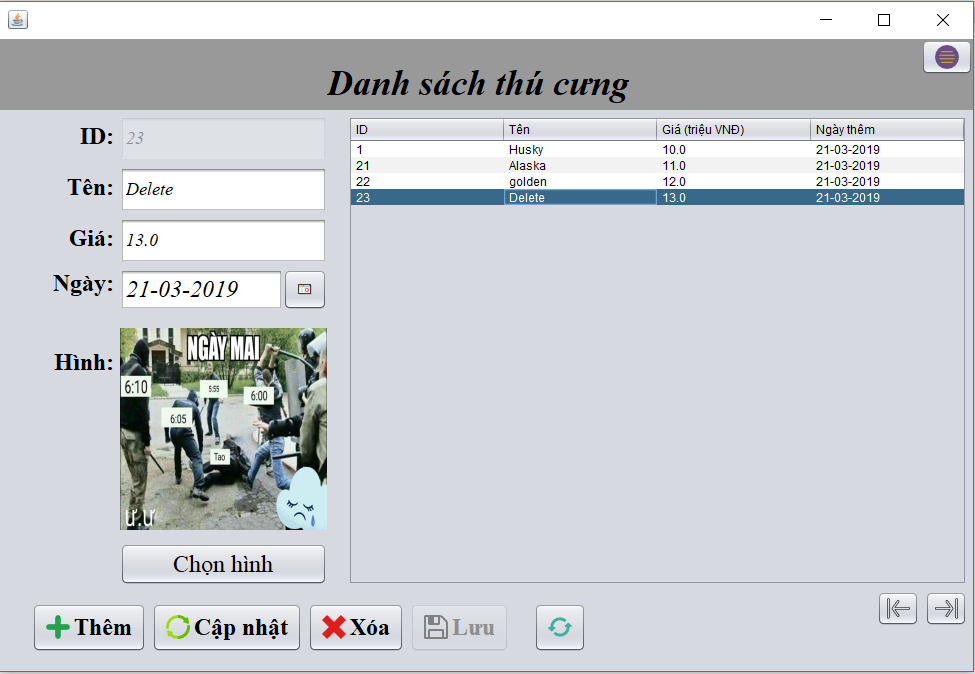 Danh sách thú cưng
ID: 23
Tên: Delete
Giá: 13.0
Ngày: 21-03-2019
Hình:
NGÀY MAI
6:10
5:55
6:00
6:05
Tao
ư.ư
Chọn hình
ID Tên Giá (triệu VNĐ) Ngày thêm
1 Husky 10.0 21-03-2019
21 Alaska 11.0 21-03-2019
22 golden 12.0 21-03-2019
23 Delete 13.0 21-03-2019
Thêm Cập nhật Xóa Lưu